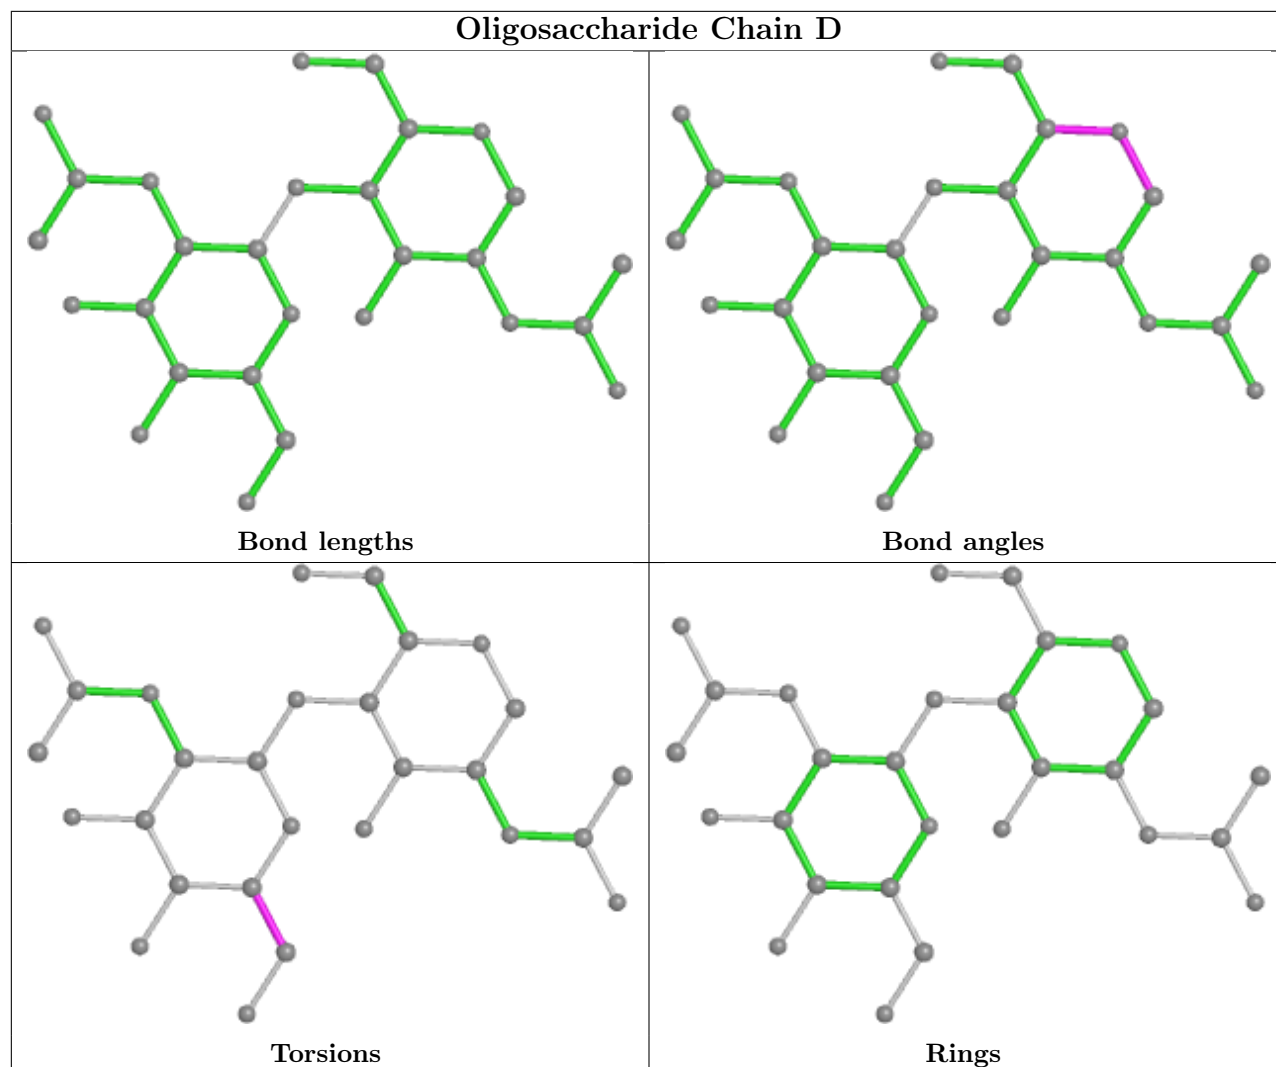 Oligosaccharide Chain D
Bond lengths
Bond angles
Torsions
Rings